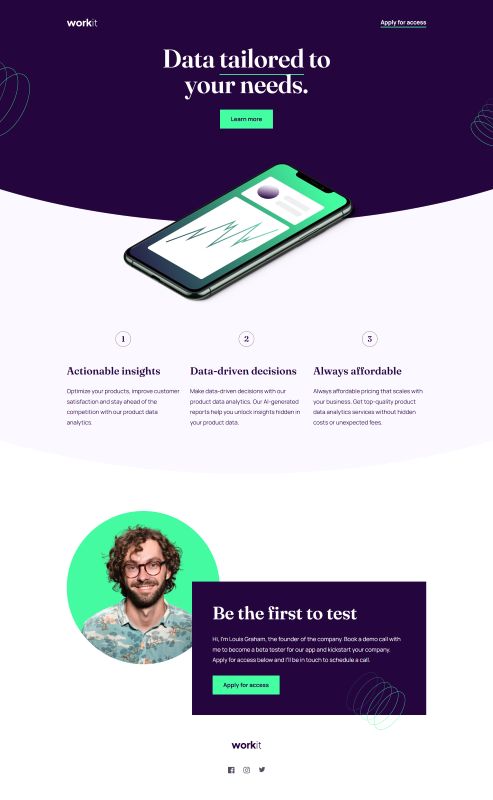 workit
Apply for access
Data tailored to
your needs.
Learn more
1
Actionable insights
Optimize your products, improve customer
satisfaction and stay ahead of the
competition with our product data
analytics.
2
Data-driven decisions
Make data-driven decisions with our
product data analytics. Our AI-generated
reports help you unlock insights hidden in
your product data.
3
Always affordable
Always affordable pricing that scales with
your business. Get top-quality product
data analytics services without hidden
costs or unexpected fees.
Be the first to test
Hi, I'm Louis Graham, the founder of the company. Book a demo call with
me to become a beta tester for our app and kickstart your company.
Apply for access below and I'll be in touch to schedule a call.
Apply for access
workit